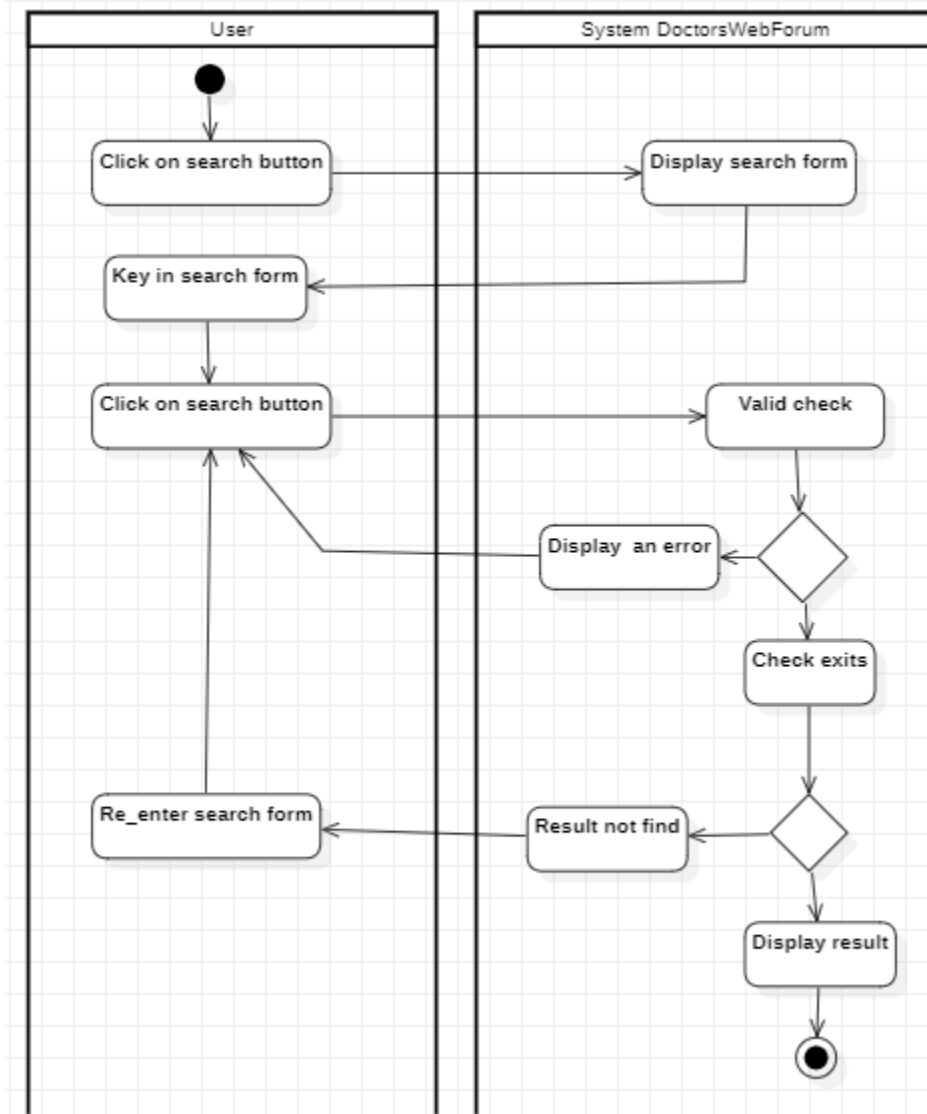 User
System DoctorsWebForum
Click on search button
Display search form
Key in search form
Click on search button
Valid check
Display an error
Check exits
Re_enter search form
Result not find
Display result